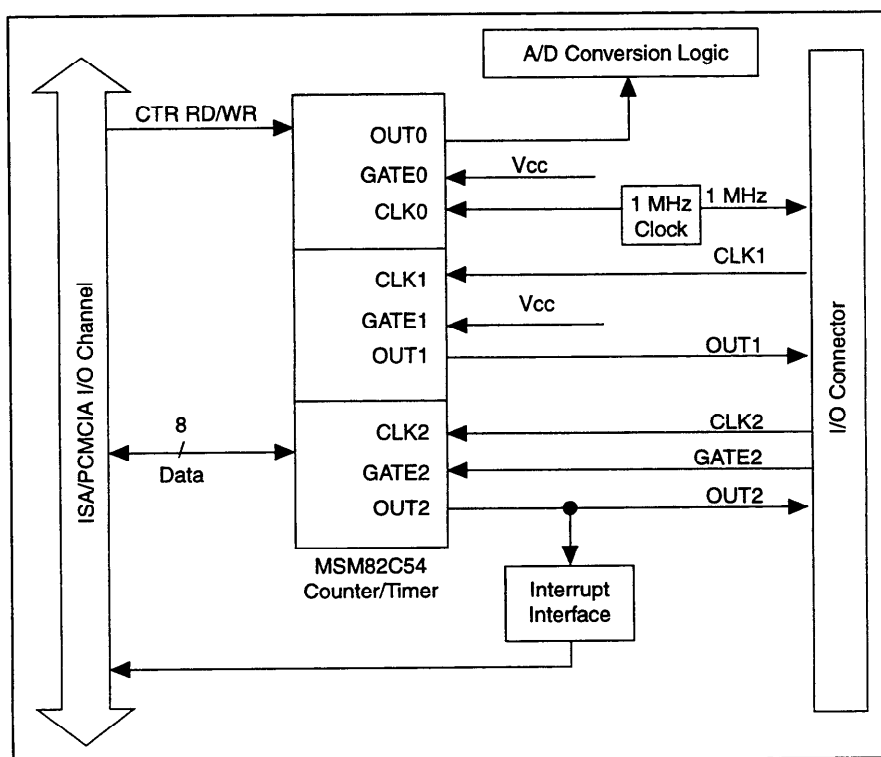 A/D Conversion Logic
CTR RD/WR
OUT0
GATE0
Vcc
CLK0
1 MHz
Clock
1 MHz
CLK1
CLK1
GATE1
Vcc
OUT1
OUT1
ISA/PCMCIA I/O Channel
I/O Connector
8
Data
CLK2
CLK2
GATE2
GATE2
OUT2
OUT2
MSM82C54
Counter/Timer
Interrupt
Interface